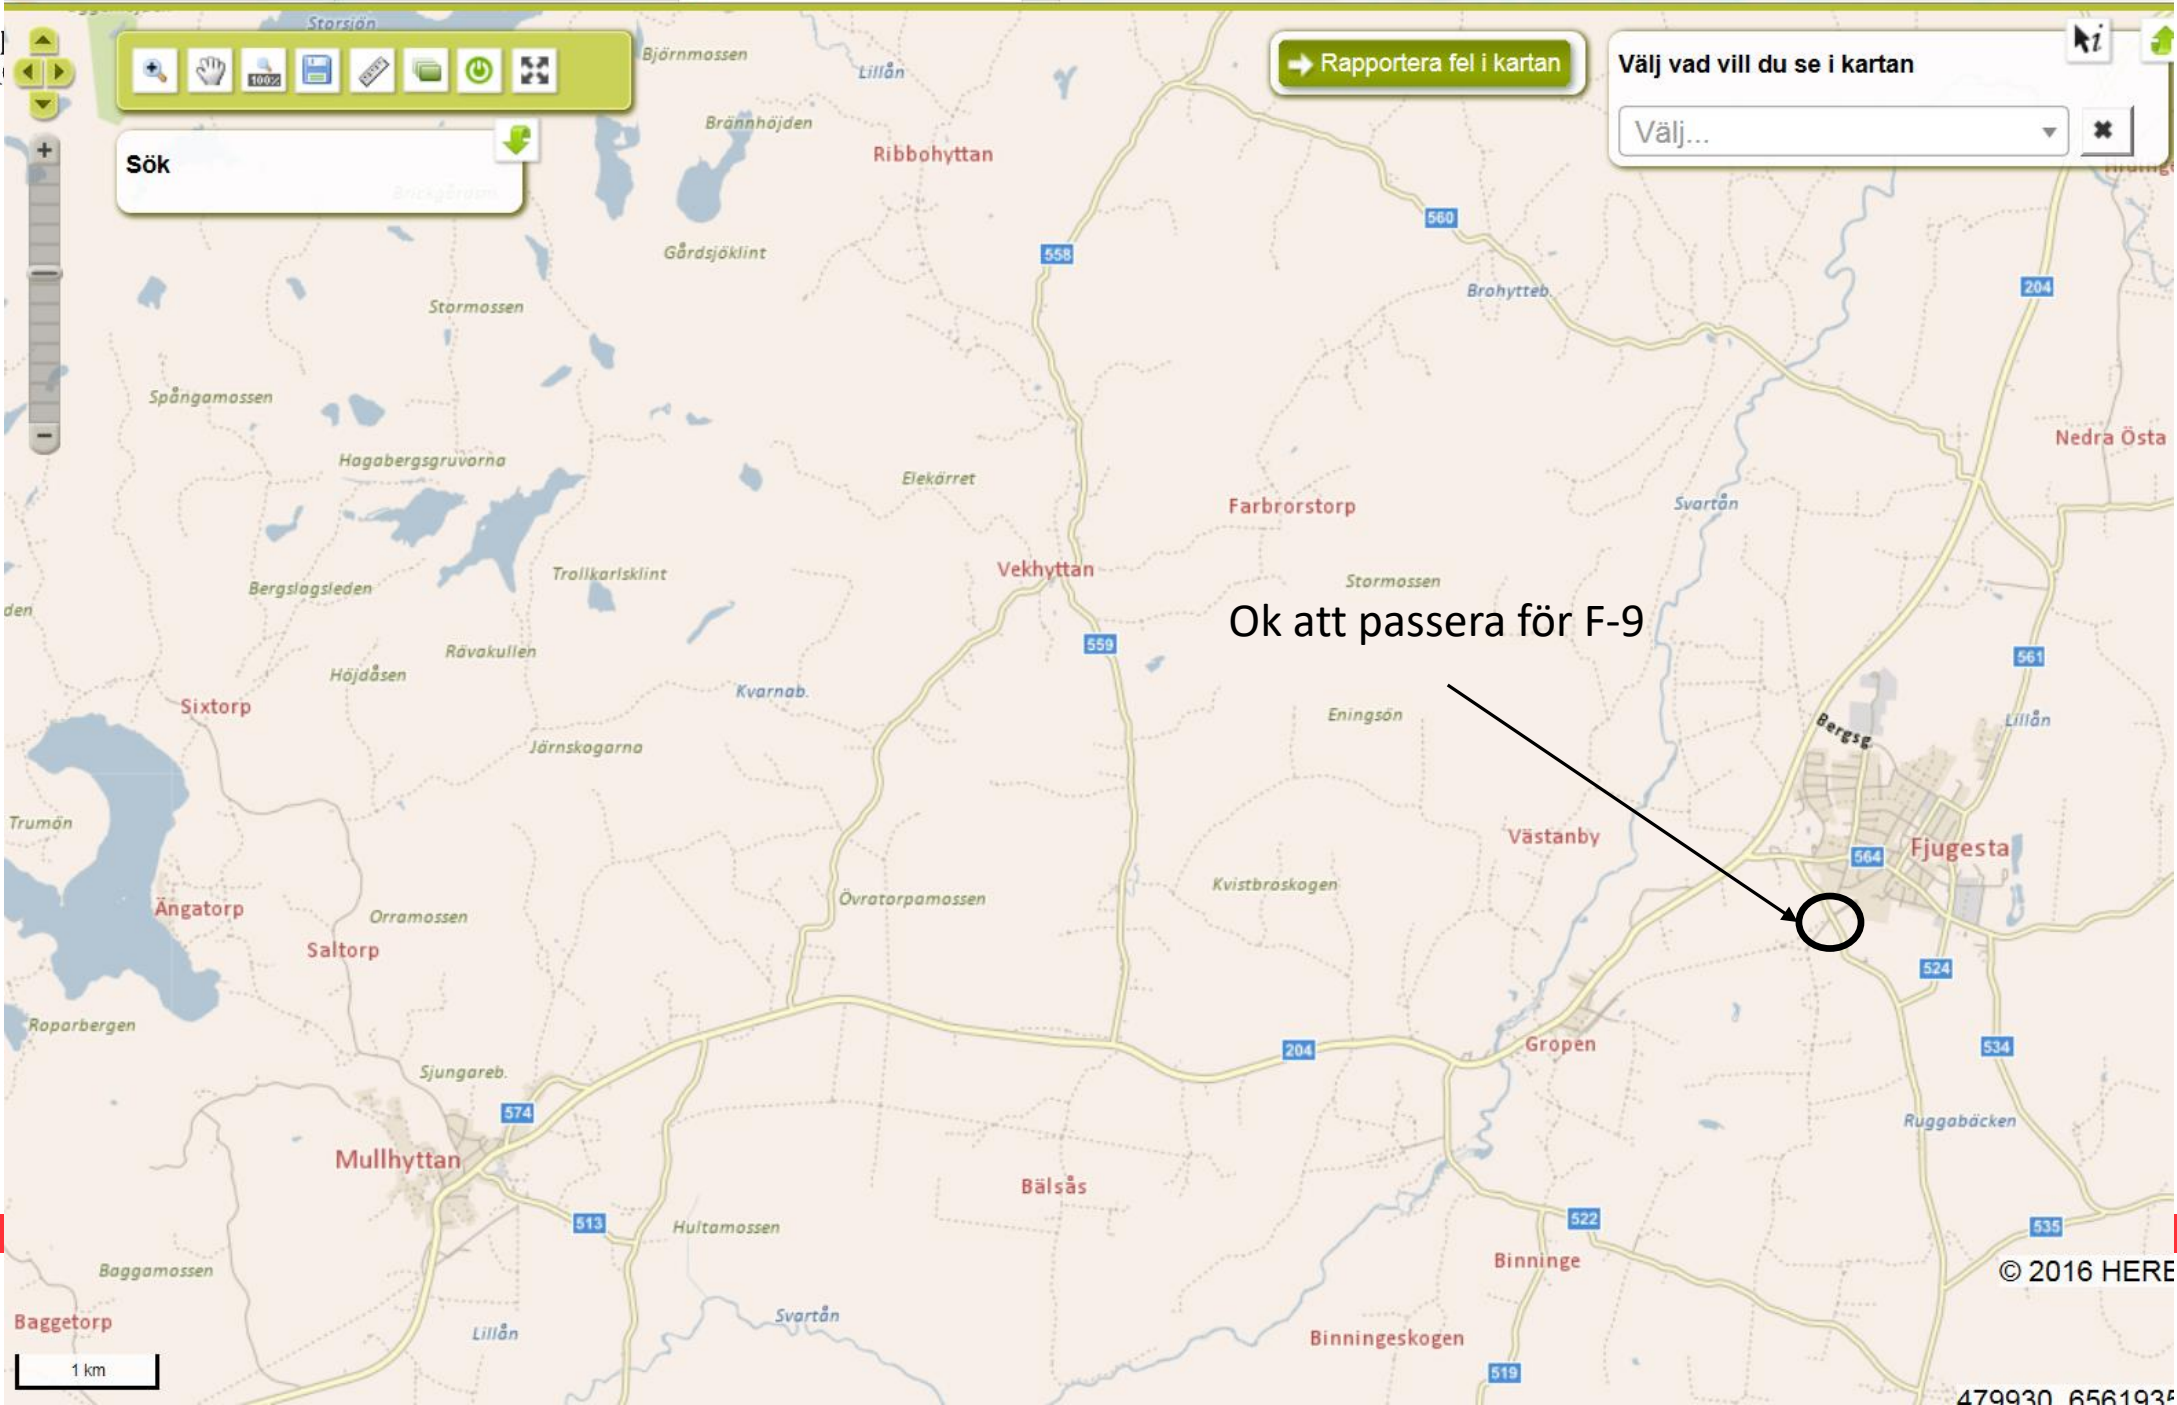 Storsjön
Björnmossen
Lillån
Rapportera fel i kartan
Välj vad vill du se i kartan
i
100%
Välj...
Brännhöjden
Ribbohyttan
Sök
560
Gårdsjöklint
558
204
Brohytteb.
Stormossen
Spångamossen
Nedra Östa
Hagabergsgruvorna
Elekärret
Farbrorstorp
Svartån
Trollkarlsklint
Vekhyttan
Stormossen
Bergslagsleden
den
Ok att passera för F-9
559
Rävakullen
561
Höjdåsen
Kvarnab.
Sixtorp
Eningsön
Lillån
Bergsg.
Järnskogarna
Trumön
Västanby
Fjugesta
564
Kvistbroskogen
Övratorpamossen
Ängatorp
Orramossen
Saltorp
524
Roparbergen
Gropen
204
534
Sjungareb.
574
Ruggabäcken
Mullhyttan
Bälsås
513
Hultamossen
522
535
Binninge
Baggamossen
© 2016 HERE
Baggetorp
Svartån
Lillån
Binningeskogen
1 km
519
479930, 6561935